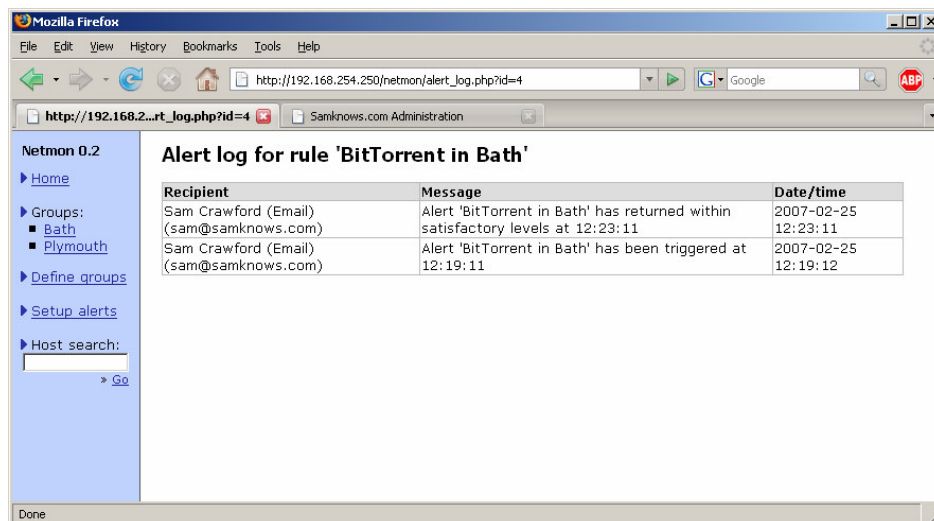 Mozilla Firefox
File Edit View History Bookmarks Tools Help
http://192.168.254.250/netmon/alert_log.php?id=4
G Google
ABP
http://192.168.2...rt_log.php?id=4
Samknows.com Administration
Netmon 0.2
Home
Groups:
Bath
Plymouth
Define groups
Setup alerts
Host search:
» Go
Alert log for rule 'BitTorrent in Bath'
Recipient Message Date/time
Sam Crawford (Email) Alert 'BitTorrent in Bath' has returned within 2007-02-25
(sam@samknows.com) satisfactory levels at 12:23:11 12:23:11
Sam Crawford (Email) Alert 'BitTorrent in Bath' has been triggered at 2007-02-25
(sam@samknows.com) 12:19:11 12:19:12
Done